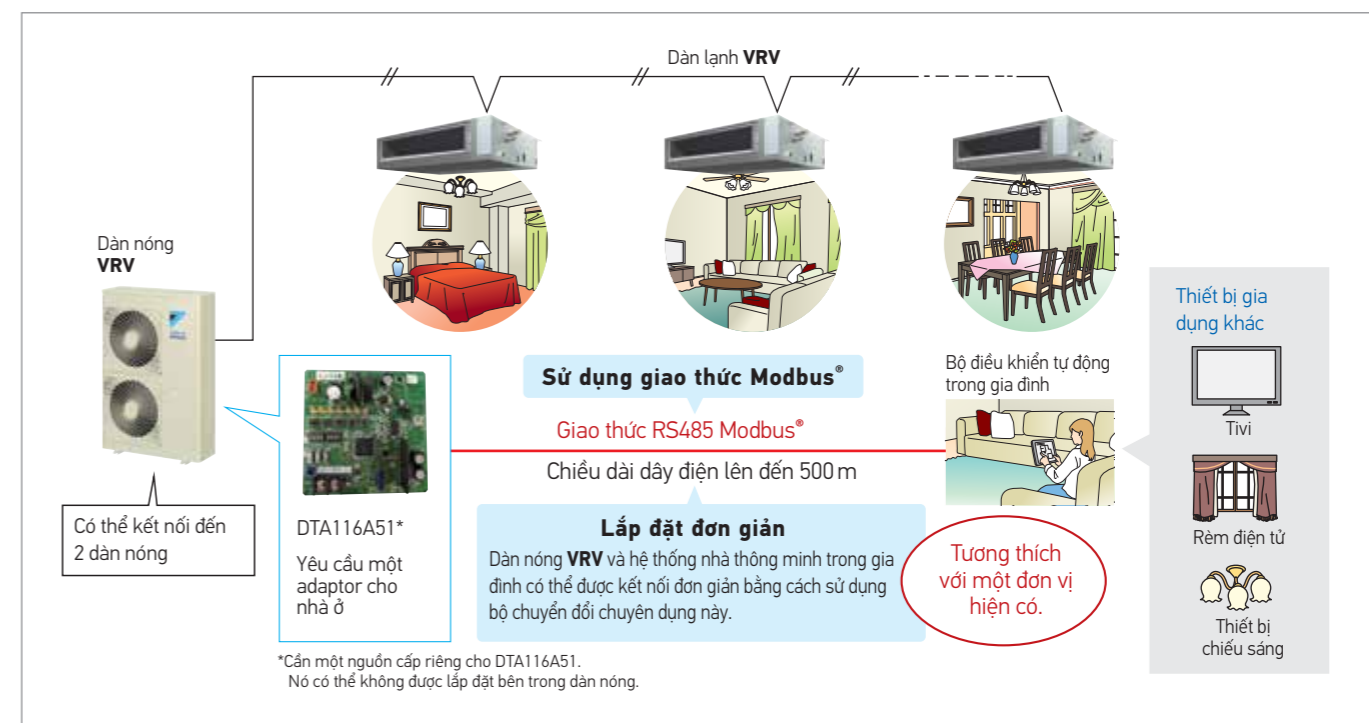 Dàn lạnh VRV
Dàn nóng
VRV
Có thể kết nối đến
2 dàn nóng
DTA116A51*
Yêu cầu một
adaptor cho
nhà ở
Sử dụng giao thức Modbus®
Giao thức RS485 Modbus®
Chiều dài dây điện lên đến 500 m
Lắp đặt đơn giản
Dàn nóng VRV và hệ thống nhà thông minh trong gia
đình có thể được kết nối đơn giản bằng cách sử dụng
bộ chuyển đổi chuyên dụng này.
Bộ điều khiển tự động
trong gia đình
Tương thích
với một đơn vị
hiện có.
Thiết bị gia
dụng khác
Tivi
Rèm điện tử
Thiết bị
chiếu sáng
*Cần một nguồn cấp riêng cho DTA116A51.
Nó có thể không được lắp đặt bên trong dàn nóng.